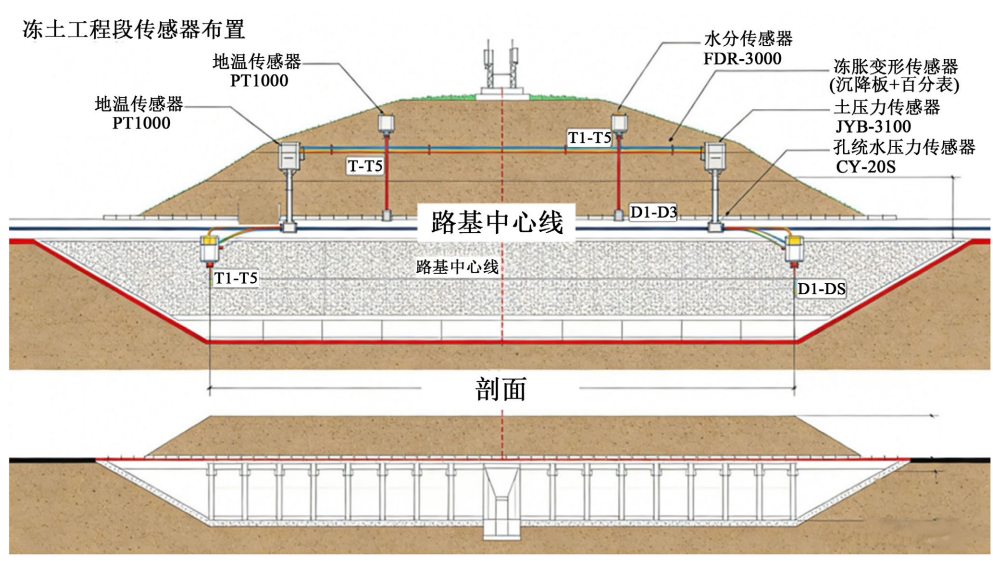 冻土工程段传感器布置
水分传感器
FDR-3000
地温传感器
PT1000
冻胀变形传感器
(沉降板+百分表)
地温传感器
PT1000
土压力传感器
JYB-3100
T1-T5
孔统水压力传感器
CY-20S
T-T5
D1-D3
路基中心线
路基中心线
T1-T5
D1-DS
剖面